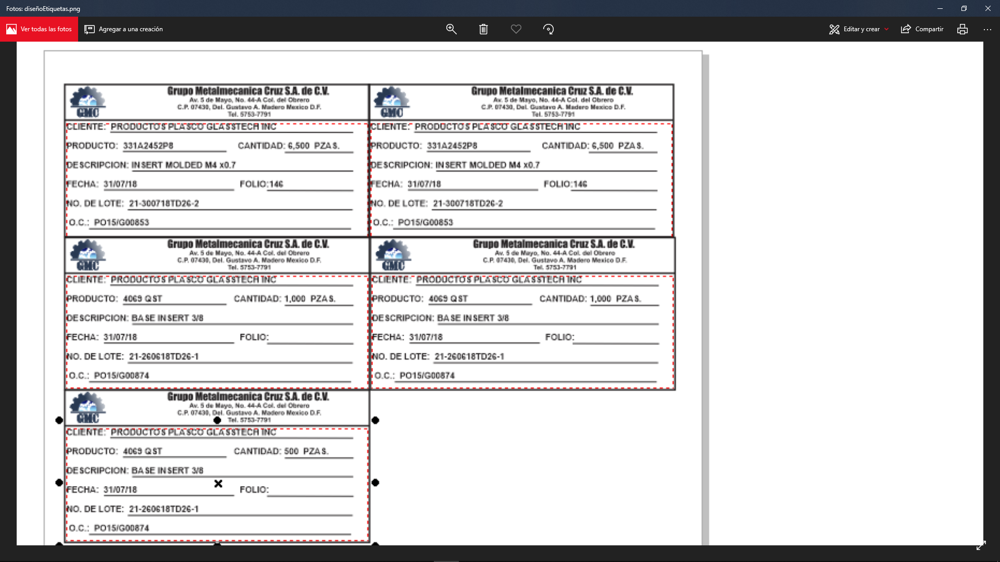 Fotos: diseñoEtiquetas.png
Ver todas las fotos
Agregar a una creación
Editar y crear
Compartir
GMC
Grupo Metalmecanica Cruz S.A. de C.V.
Av. 5 de Mayo, No. 44-A Col. del Obrero
C.P. 07430, Del. Gustavo A. Madero Mexico D.F.
Tel. 5753-7791
CLIENTE: PRODUCTOS PLASCO GLASSTECH INC
PRODUCTO: 331A2452P8 CANTIDAD: 6,500 PZAS.
DESCRIPCION: INSERT MOLDED M4 x0.7
FECHA: 31/07/18 FOLIO:146
NO. DE LOTE: 21-300718TD26-2
O.C.: PO15/G00853
GMC
Grupo Metalmecanica Cruz S.A. de C.V.
Av. 5 de Mayo, No. 44-A Col. del Obrero
C.P. 07430, Del. Gustavo A. Madero Mexico D.F.
Tel. 5753-7791
CLIENTE: PRODUCTOS PLASCO GLASSTECH INC
PRODUCTO: 331A2452P8 CANTIDAD: 6,500 PZAS.
DESCRIPCION: INSERT MOLDED M4 x0.7
FECHA: 31/07/18 FOLIO:146
NO. DE LOTE: 21-300718TD26-2
O.C.: PO15/G00853
GMC
Grupo Metalmecanica Cruz S.A. de C.V.
Av. 5 de Mayo, No. 44-A Col. del Obrero
C.P. 07430, Del. Gustavo A. Madero Mexico D.F.
Tel. 5753-7791
CLIENTE: PRODUCTOS PLASCO GLASSTECH INC
PRODUCTO: 4069 QST CANTIDAD: 1,000 PZAS.
DESCRIPCION: BASE INSERT 3/8
FECHA: 31/07/18 FOLIO:
NO. DE LOTE: 21-260618TD26-1
O.C.: PO15/G00874
GMC
Grupo Metalmecanica Cruz S.A. de C.V.
Av. 5 de Mayo, No. 44-A Col. del Obrero
C.P. 07430, Del. Gustavo A. Madero Mexico D.F.
Tel. 5753-7791
CLIENTE: PRODUCTOS PLASCO GLASSTECH INC
PRODUCTO: 4069 QST CANTIDAD: 1,000 PZAS.
DESCRIPCION: BASE INSERT 3/8
FECHA: 31/07/18 FOLIO:
NO. DE LOTE: 21-260618TD26-1
O.C.: PO15/G00874
GMC
Grupo Metalmecanica Cruz S.A. de C.V.
Av. 5 de Mayo, No. 44-A Col. del Obrero
C.P. 07430, Del. Gustavo A. Madero Mexico D.F.
Tel. 5753-7791
CLIENTE: PRODUCTOS PLASCO GLASSTECH INC
PRODUCTO: 4069 QST CANTIDAD: 500 PZAS.
DESCRIPCION: BASE INSERT 3/8
FECHA: 31/07/18 FOLIO:
NO. DE LOTE: 21-260618TD26-1
O.C.: PO15/G00874